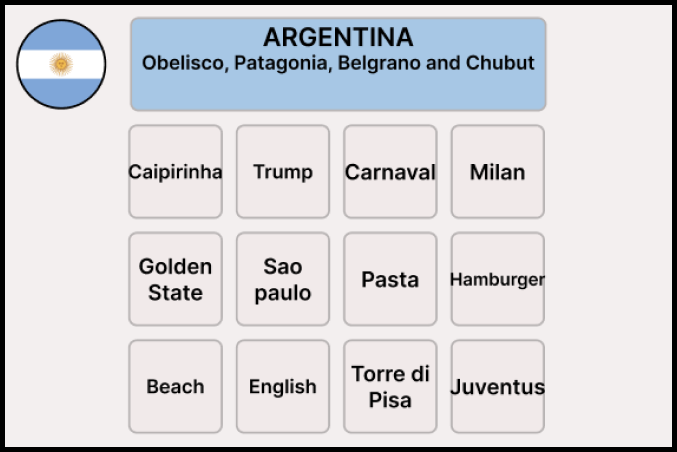 ARGENTINA
Obelisco, Patagonia, Belgrano and Chubut
Caipirinha
Trump
Carnaval
Milan
Golden
State
Sao
paulo
Pasta
Hamburger
Beach
English
Torre di
Pisa
Juventus